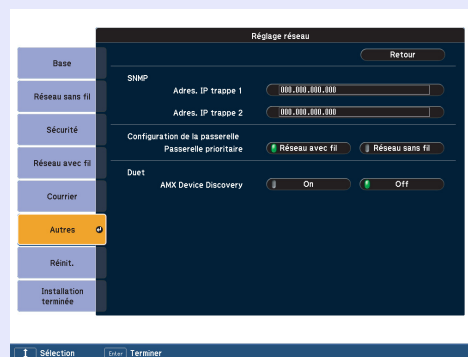 Réglage réseau
Retour
Base
Réseau sans fil
Sécurité
Réseau avec fil
Courrier
Autres
Réinit.
Installation
terminée
SNMP
Adres. IP trappe 1 000.000.000.000
Adres. IP trappe 2 000.000.000.000
Configuration de la passerelle
Passerelle prioritaire Réseau avec fil Réseau sans fil
Duet
AMX Device Discovery On Off
Sélection Enter Terminer